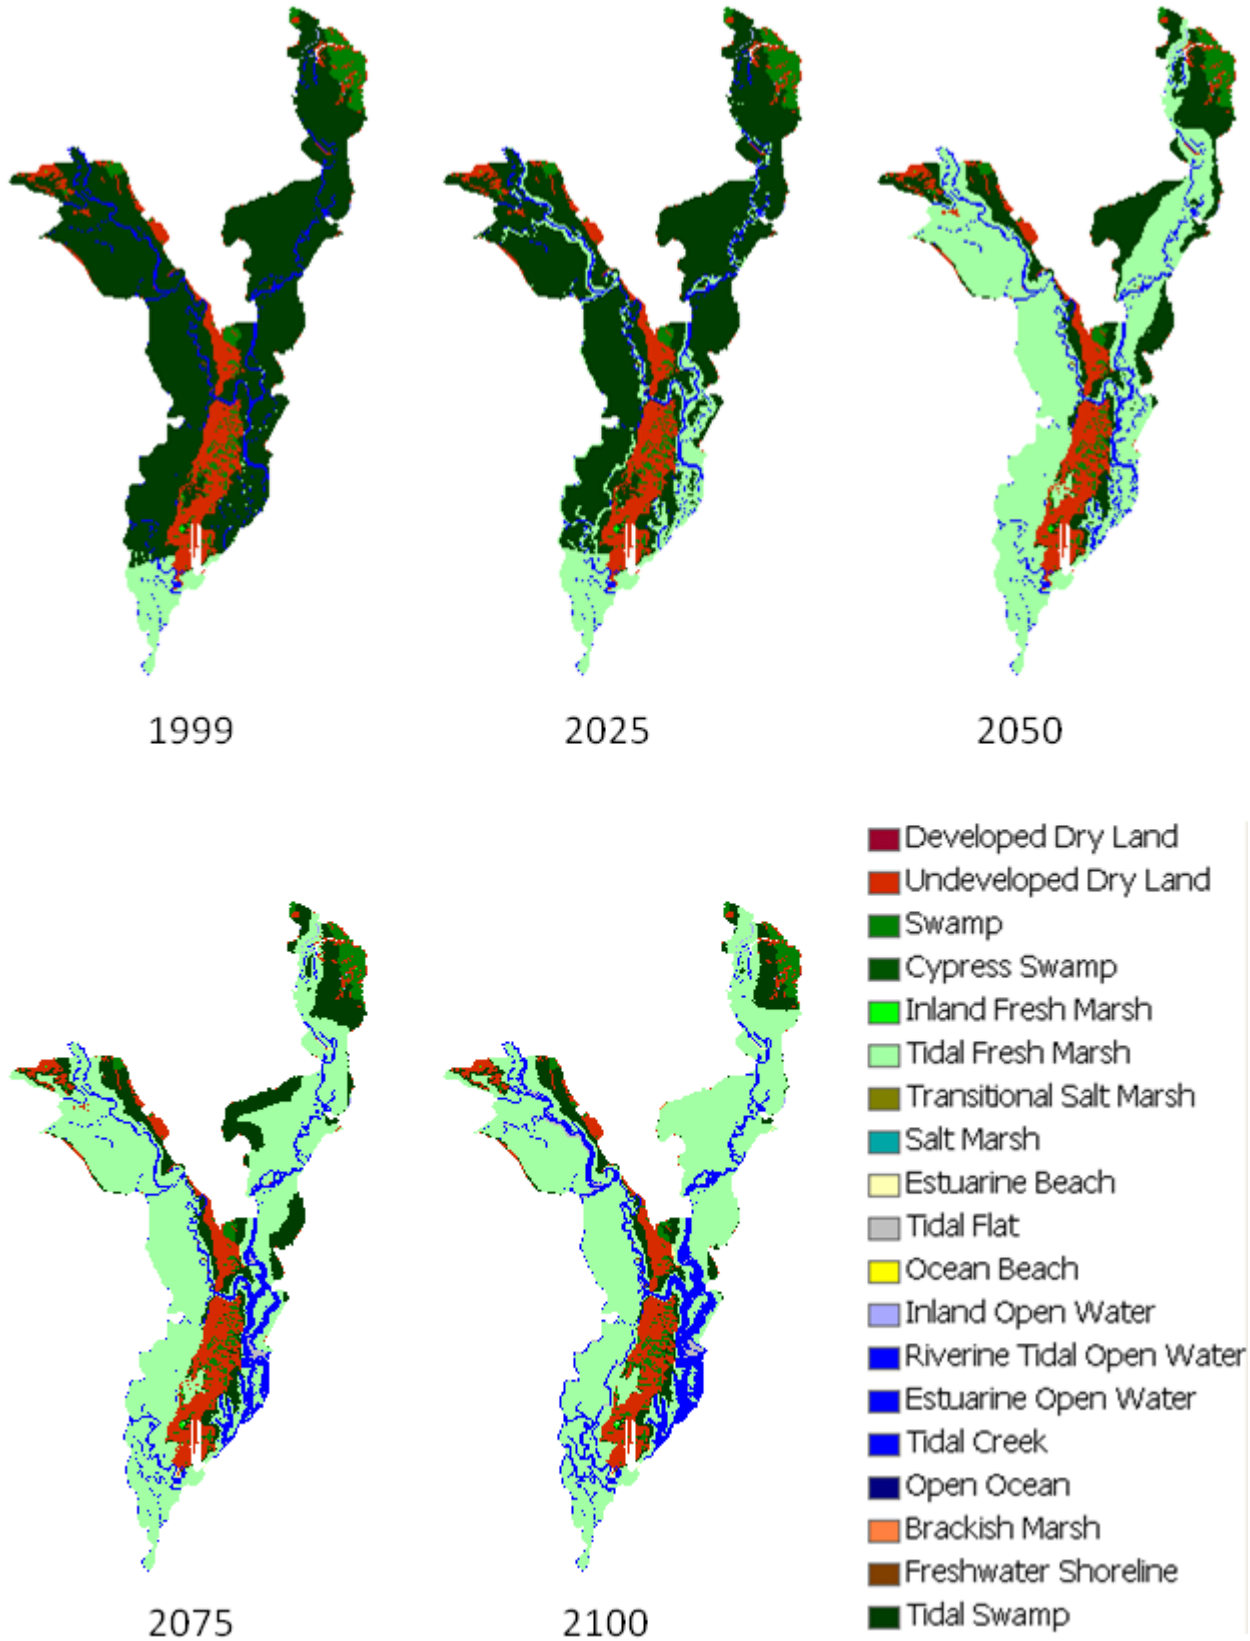 1999
2025
2050
Developed Dry Land
Undeveloped Dry Land
Swamp
Cypress Swamp
Inland Fresh Marsh
Tidal Fresh Marsh
Transitional Salt Marsh
Salt Marsh
Estuarine Beach
Tidal Flat
Ocean Beach
Inland Open Water
Riverine Tidal Open Water
Estuarine Open Water
Tidal Creek
Open Ocean
Brackish Marsh
Freshwater Shoreline
Tidal Swamp
2075
2100